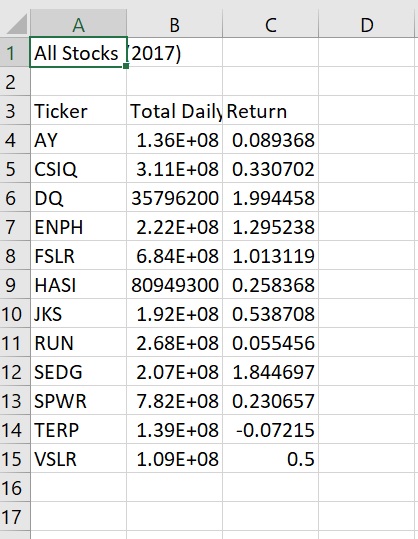 A B C D
1 All Stocks (2017)
2
3 Ticker Total Daily Return
4 AY 1.36E+08 0.089368
5 CSIQ 3.11E+08 0.330702
6 DQ 35796200 1.994458
7 ENPH 2.22E+08 1.295238
8 FSLR 6.84E+08 1.013119
9 HASI 80949300 0.258368
10 JKS 1.92E+08 0.538708
11 RUN 2.68E+08 0.055456
12 SEDG 2.07E+08 1.844697
13 SPWR 7.82E+08 0.230657
14 TERP 1.39E+08 -0.07215
15 VSLR 1.09E+08 0.5
16
17